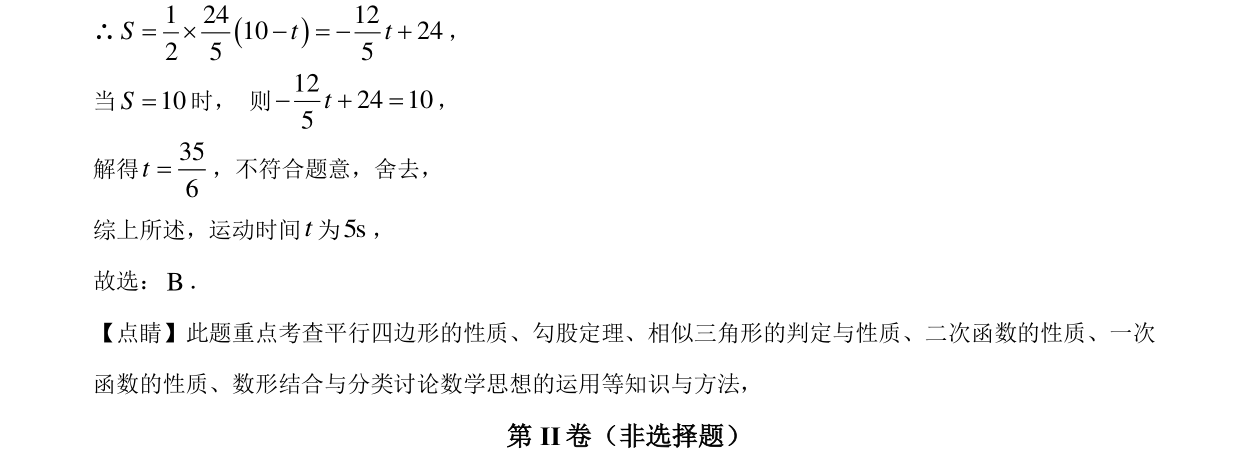 ∴ S = 1/2 × 24/5 (10 − t) = − 12/5 t + 24，
当 S = 10 时， 则 − 12/5 t + 24 = 10，
解得 t = 35/6，不符合题意，舍去，
综上所述，运动时间 t 为 5s，
故选：B．
【点睛】此题重点考查平行四边形的性质、勾股定理、相似三角形的判定与性质、二次函数的性质、一次
函数的性质、数形结合与分类讨论数学思想的运用等知识与方法，
第 II 卷（非选择题）